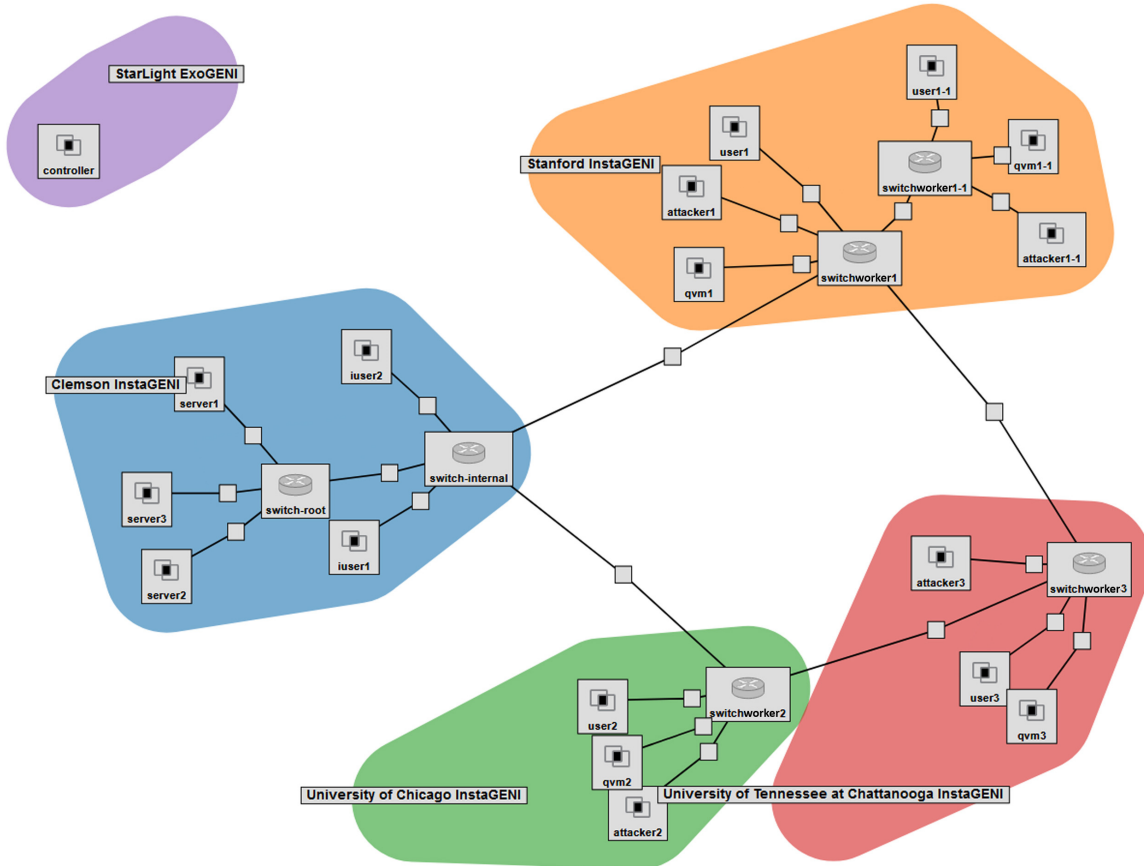 StarLight ExoGENI
controller
user1-1
user1
Stanford InstaGENI
qvm1-1
switchworker1-1
attacker1
attacker1-1
switchworker1
qvm1
iuser2
Clemson InstaGENI
server1
switch-internal
switch-root
server3
iuser1
server2
attacker3
switchworker3
user3
switchworker2
user2
qvm3
qvm2
University of Chicago InstaGENI
University of Tennessee at Chattanooga InstaGENI
attacker2